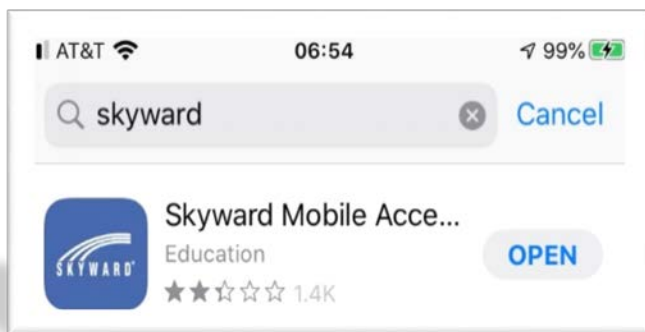 AT&T 06:54 99%
skyward Cancel
SKYWARD Skyward Mobile Acce...
Education OPEN
1.4K